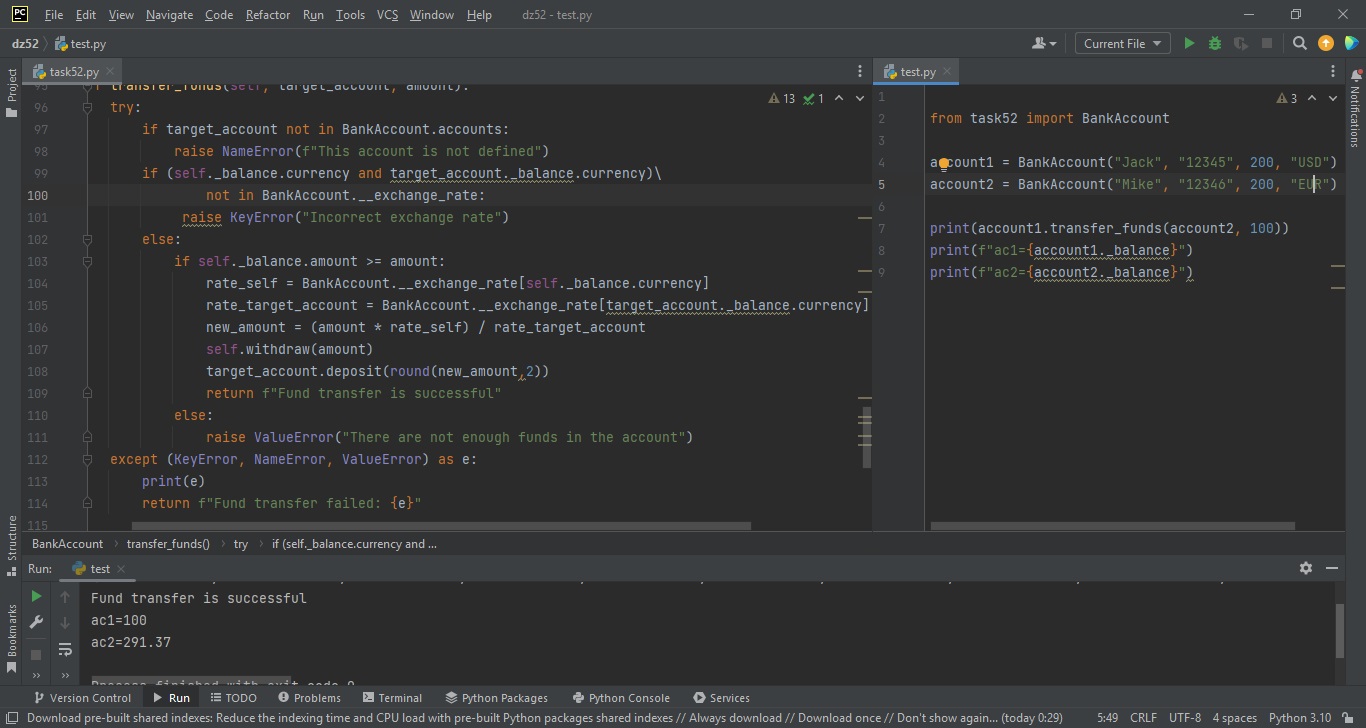 PC File Edit View Navigate Code Refactor Run Tools VCS Window Help dz52 - test.py
dz52 test.py Current File
Project
task52.py
test.py
Notifications
95 transfer_funds(self, target_account, amount):
96 try:
97 if target_account not in BankAccount.accounts:
98 raise NameError(f"This account is not defined")
99 if (self._balance.currency and target_account._balance.currency)\
100 not in BankAccount.__exchange_rate:
101 raise KeyError("Incorrect exchange rate")
102 else:
103 if self._balance.amount >= amount:
104 rate_self = BankAccount.__exchange_rate[self._balance.currency]
105 rate_target_account = BankAccount.__exchange_rate[target_account._balance.currency]
106 new_amount = (amount * rate_self) / rate_target_account
107 self.withdraw(amount)
108 target_account.deposit(round(new_amount,2))
109 return f"Fund transfer is successful"
110 else:
111 raise ValueError("There are not enough funds in the account")
112 except (KeyError, NameError, ValueError) as e:
113 print(e)
114 return f"Fund transfer failed: {e}"
115
13 1
1
2 from task52 import BankAccount
3
4 account1 = BankAccount("Jack", "12345", 200, "USD")
5 account2 = BankAccount("Mike", "12346", 200, "EUR")
6
7 print(account1.transfer_funds(account2, 100))
8 print(f"ac1={account1._balance}")
9 print(f"ac2={account2._balance}")
3
BankAccount transfer_funds() try if (self._balance.currency and ...
Structure
Bookmarks
Run: test
Fund transfer is successful
ac1=100
ac2=291.37
Process finished with exit code 0
Version Control Run TODO Problems Terminal Python Packages Python Console Services
Download pre-built shared indexes: Reduce the indexing time and CPU load with pre-built Python packages shared indexes // Always download // Download once // Don't show again... (today 0:29) 5:49 CRLF UTF-8 4 spaces Python 3.10